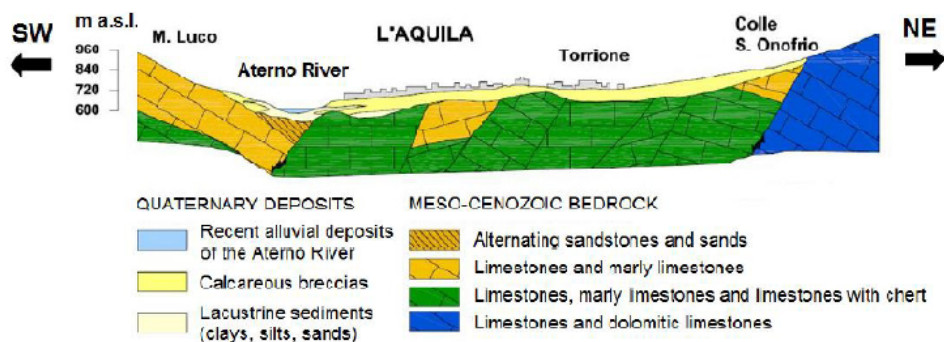 SW
m a.s.l.
M. Luco
L'AQUILA
Colle
S. Onofrio
NE
Aterno River
Torrione
960
840
720
600
QUATERNARY DEPOSITS
Recent alluvial deposits
of the Aterno River
Calcareous breccias
Lacustrine sediments
(clays, silts, sands)
MESO-CENOZOIC BEDROCK
Alternating sandstones and sands
Limestones and marly limestones
Limestones, marly limestones and limestones with chert
Limestones and dolomitic limestones